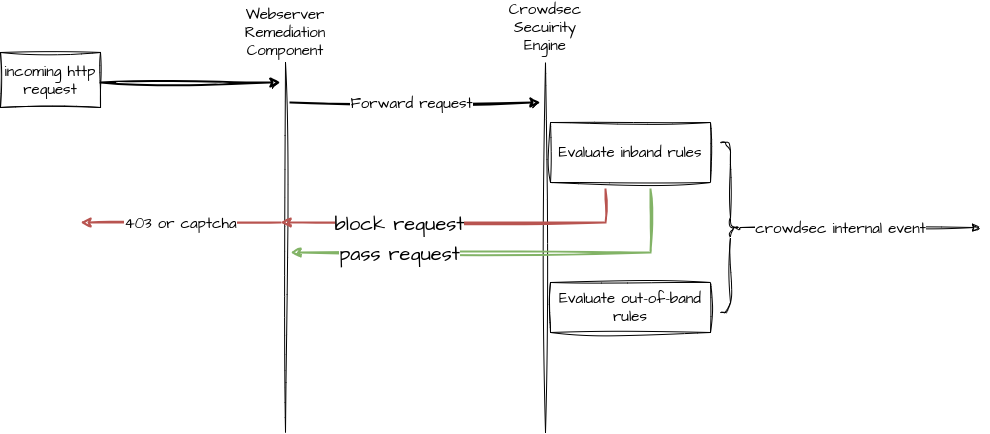 Webserver
Remediation
Component
Crowdsec
Secuirity
Engine
incoming http
request
Forward request
Evaluate inband rules
403 or captcha
block request
crowdsec internal event
pass request
Evaluate out-of-band
rules